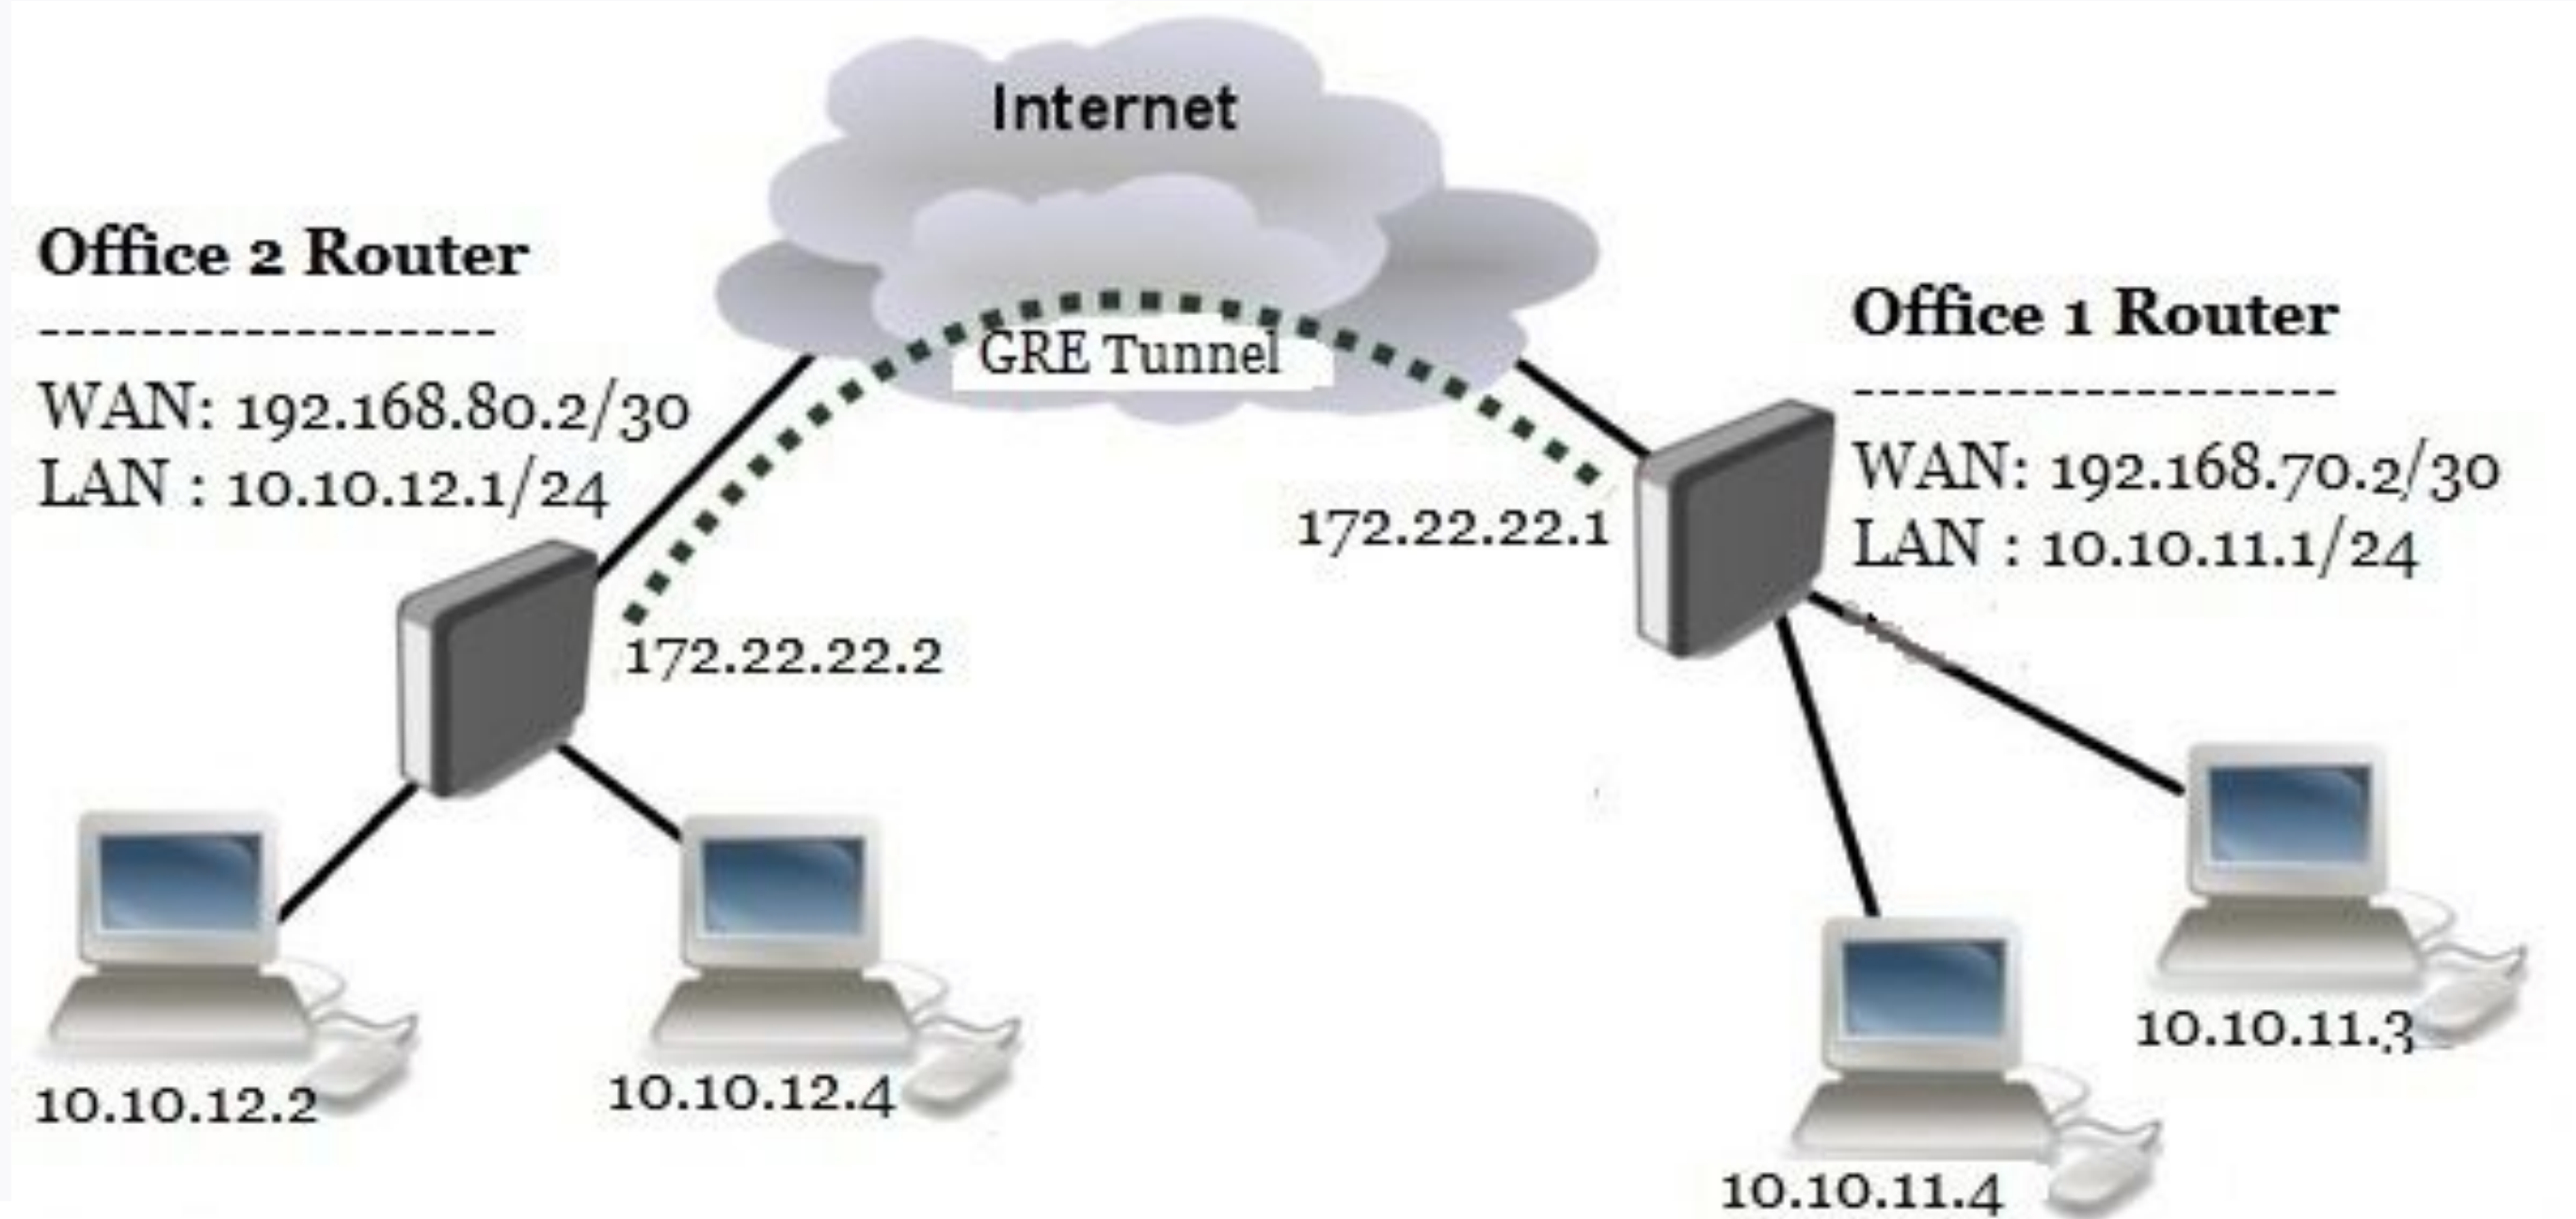 Internet
GRE Tunnel
Office 2 Router
------------------
WAN: 192.168.80.2/30
LAN : 10.10.12.1/24
172.22.22.2
10.10.12.2
10.10.12.4
Office 1 Router
-------------------
WAN: 192.168.70.2/30
LAN : 10.10.11.1/24
172.22.22.1
10.10.11.3
10.10.11.4